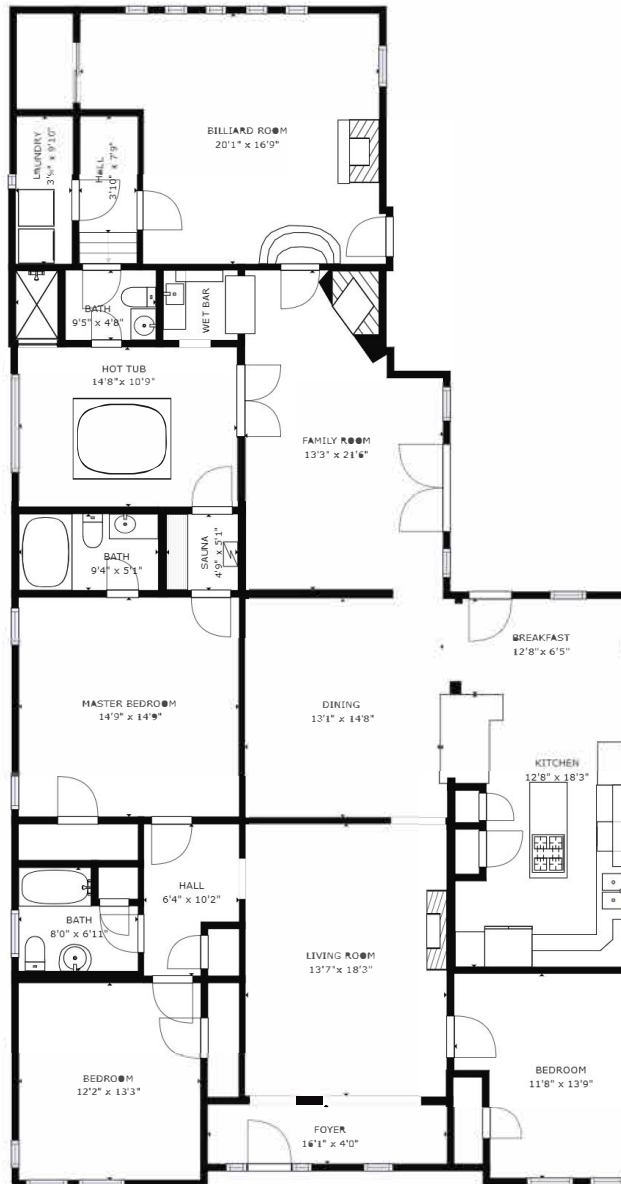 BILLIARD ROOM
20'1" x 16'9"
LAUNDRY
HALL
3'10" x 7'9"
BATH
9'5" x 4'8"
WET BAR
HOT TUB
14'8" x 10'9"
FAMILY ROOM
13'3" x 21'6"
BATH
9'4" x 5'1"
SAUNA
4'9" x 5'1"
BREAKFAST
12'8" x 6'5"
MASTER BEDROOM
14'9" x 14'9"
DINING
13'1" x 14'8"
KITCHEN
12'8" x 18'3"
HALL
6'4" x 10'2"
BATH
8'0" x 6'11"
LIVING ROOM
13'7" x 18'3"
BEDROOM
12'2" x 13'3"
BEDROOM
11'8" x 13'9"
FOYER
16'1" x 4'0"